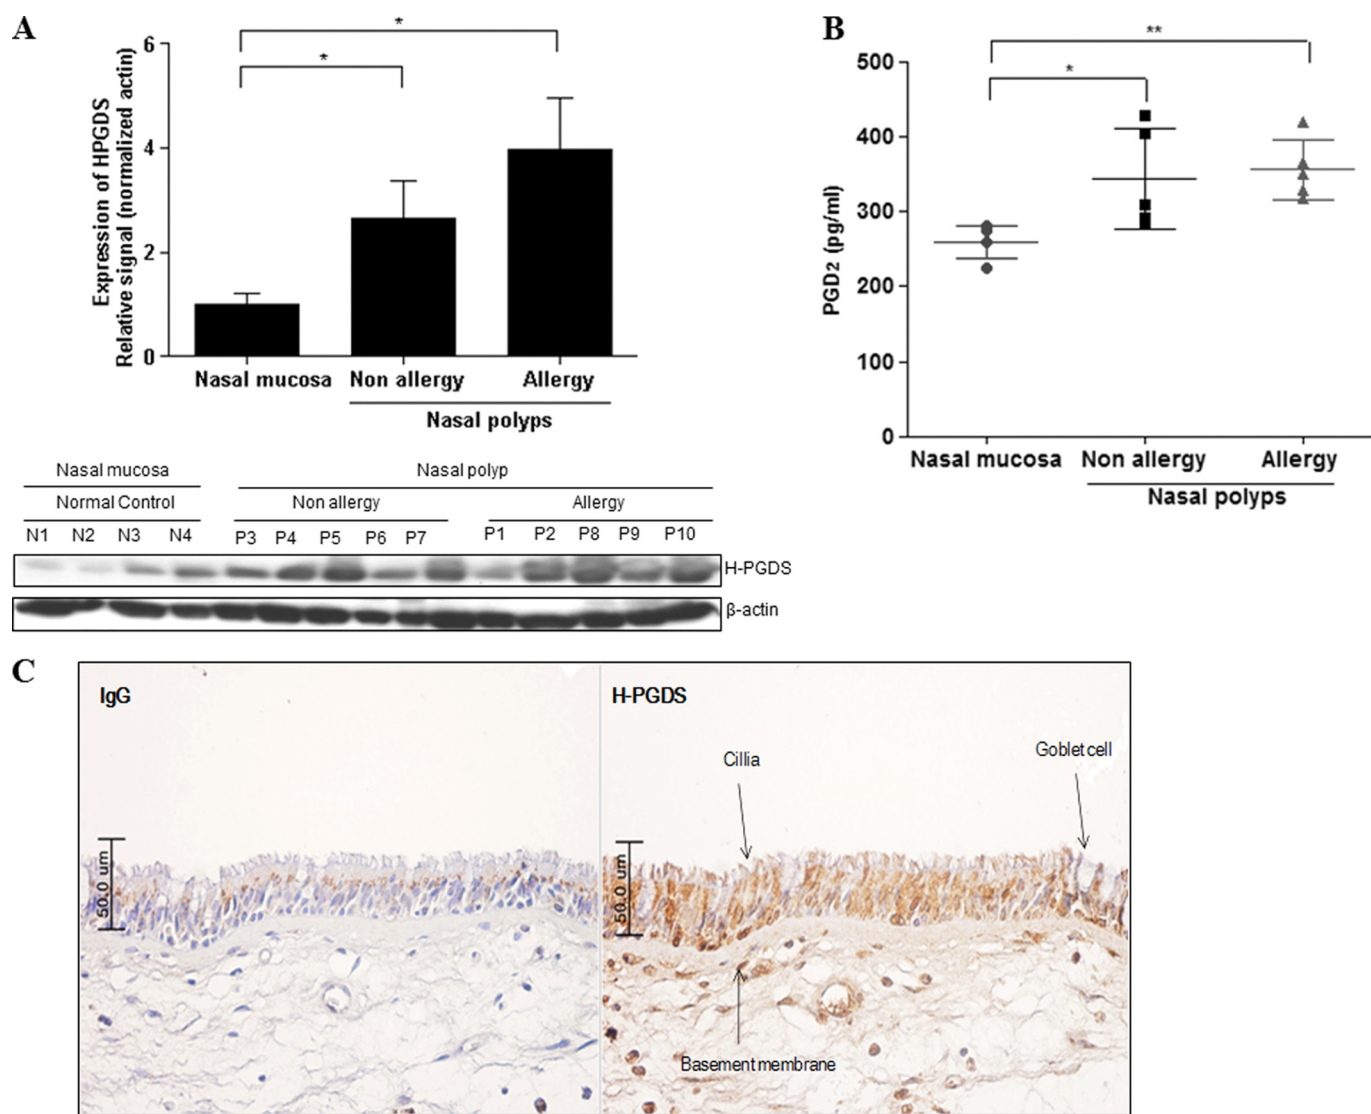 A
*
*
6
4
2
0
Expression of HPGDS
Relative signal (normalized actin)
Nasal mucosa Non allergy Allergy
Nasal polyps
B
**
*
500
400
300
200
100
0
PGD2 (pg/ml)
Nasal mucosa Non allergy Allergy
Nasal polyps
Nasal mucosa Nasal polyp
Normal Control Non allergy Allergy
N1 N2 N3 N4 P3 P4 P5 P6 P7 P1 P2 P8 P9 P10
H-PGDS
β-actin
C
IgG
50.0 um
H-PGDS
Cillia
Goblet cell
50.0 um
Basement membrane